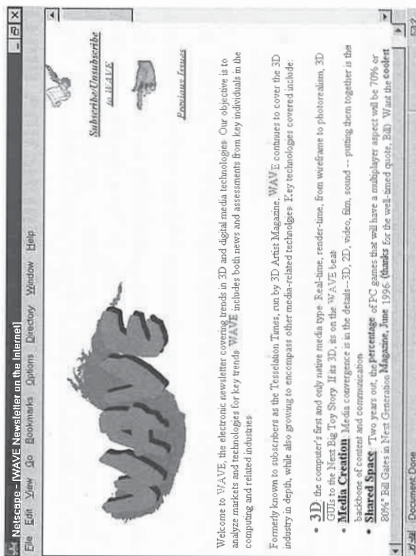 Netscape - [WAVE Newsletter on the Internet]
File Edit View Go Bookmarks Options Directory Window Help
WAVE
Subscribe/Unsubscribe
to WAVE
Previous Issues
Welcome to WAVE, the electronic newsletter covering trends in 3D and digital media technologies. Our objective is to
analyze markets and technologies for key trends. WAVE includes both news and assessments from key individuals in the
computing and related industries.
Formerly known to subscribers as the Tesselation Times, run by 3D Artist Magazine, WAVE continues to cover the 3D
industry in depth, while also growing to encompass other media-related technolgies. Key technologies covered include:
• 3D, the computer's first and only native media type. Real-time, render-time, from wireframe to photorealism, 3D
GUIs to the Next Big Toy Story. If its 3D, its on the WAVE beat.
• Media Creation Media convergence is in the details--3D, 2D, video, film, sound -- putting them together is the
backbone of content and communication.
• Shared Space "Two years out, the percentage of PC games that will have a multiplayer aspect will be 70% or
80%" Bill Gates in Next Generation Magazine, June 1996. (thanks for the well-timed quote, Bill) Want the coolest
Document Done